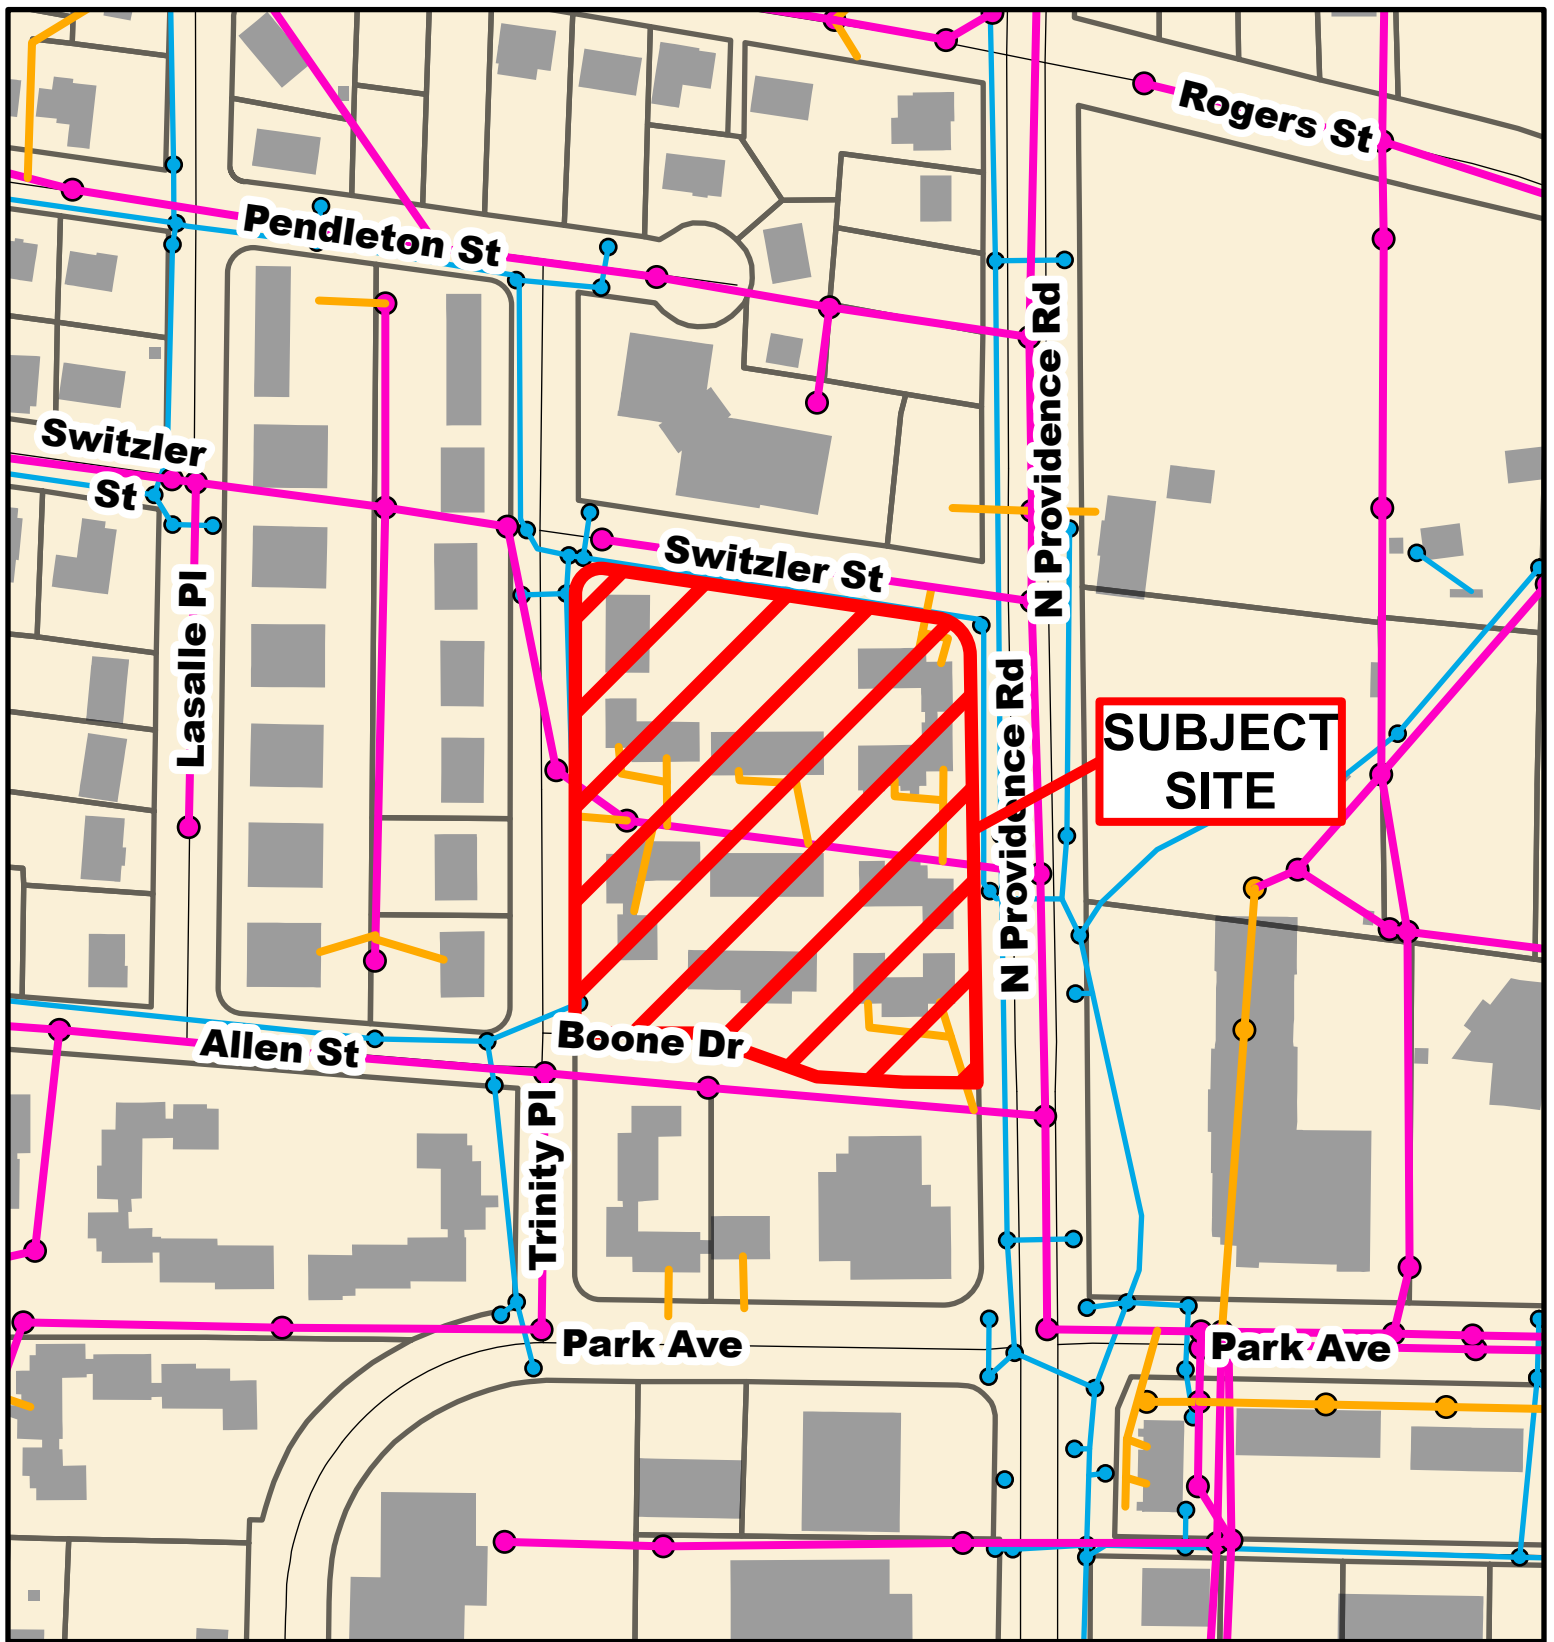 Rogers St
Pendleton St
N Providence Rd
Switzler
St
Switzler St
Lasalle Pl
N Providence Rd
SUBJECT
SITE
Allen St
Boone Dr
Trinity Pl
Park Ave
Park Ave